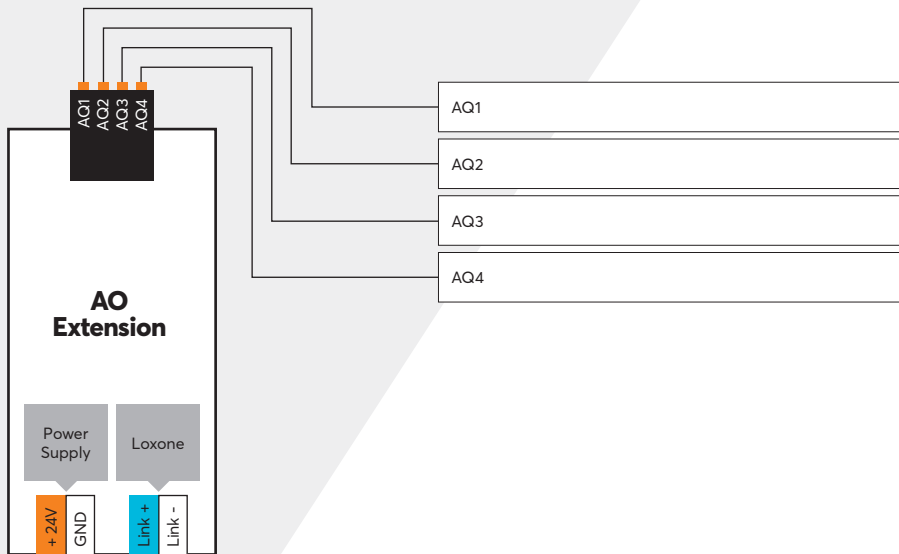 AQ1
AQ2
AQ3
AQ4
AQ1
AQ2
AQ3
AQ4
AO
Extension
Power
Supply
Loxone
+ 24V
GND
Link +
Link -